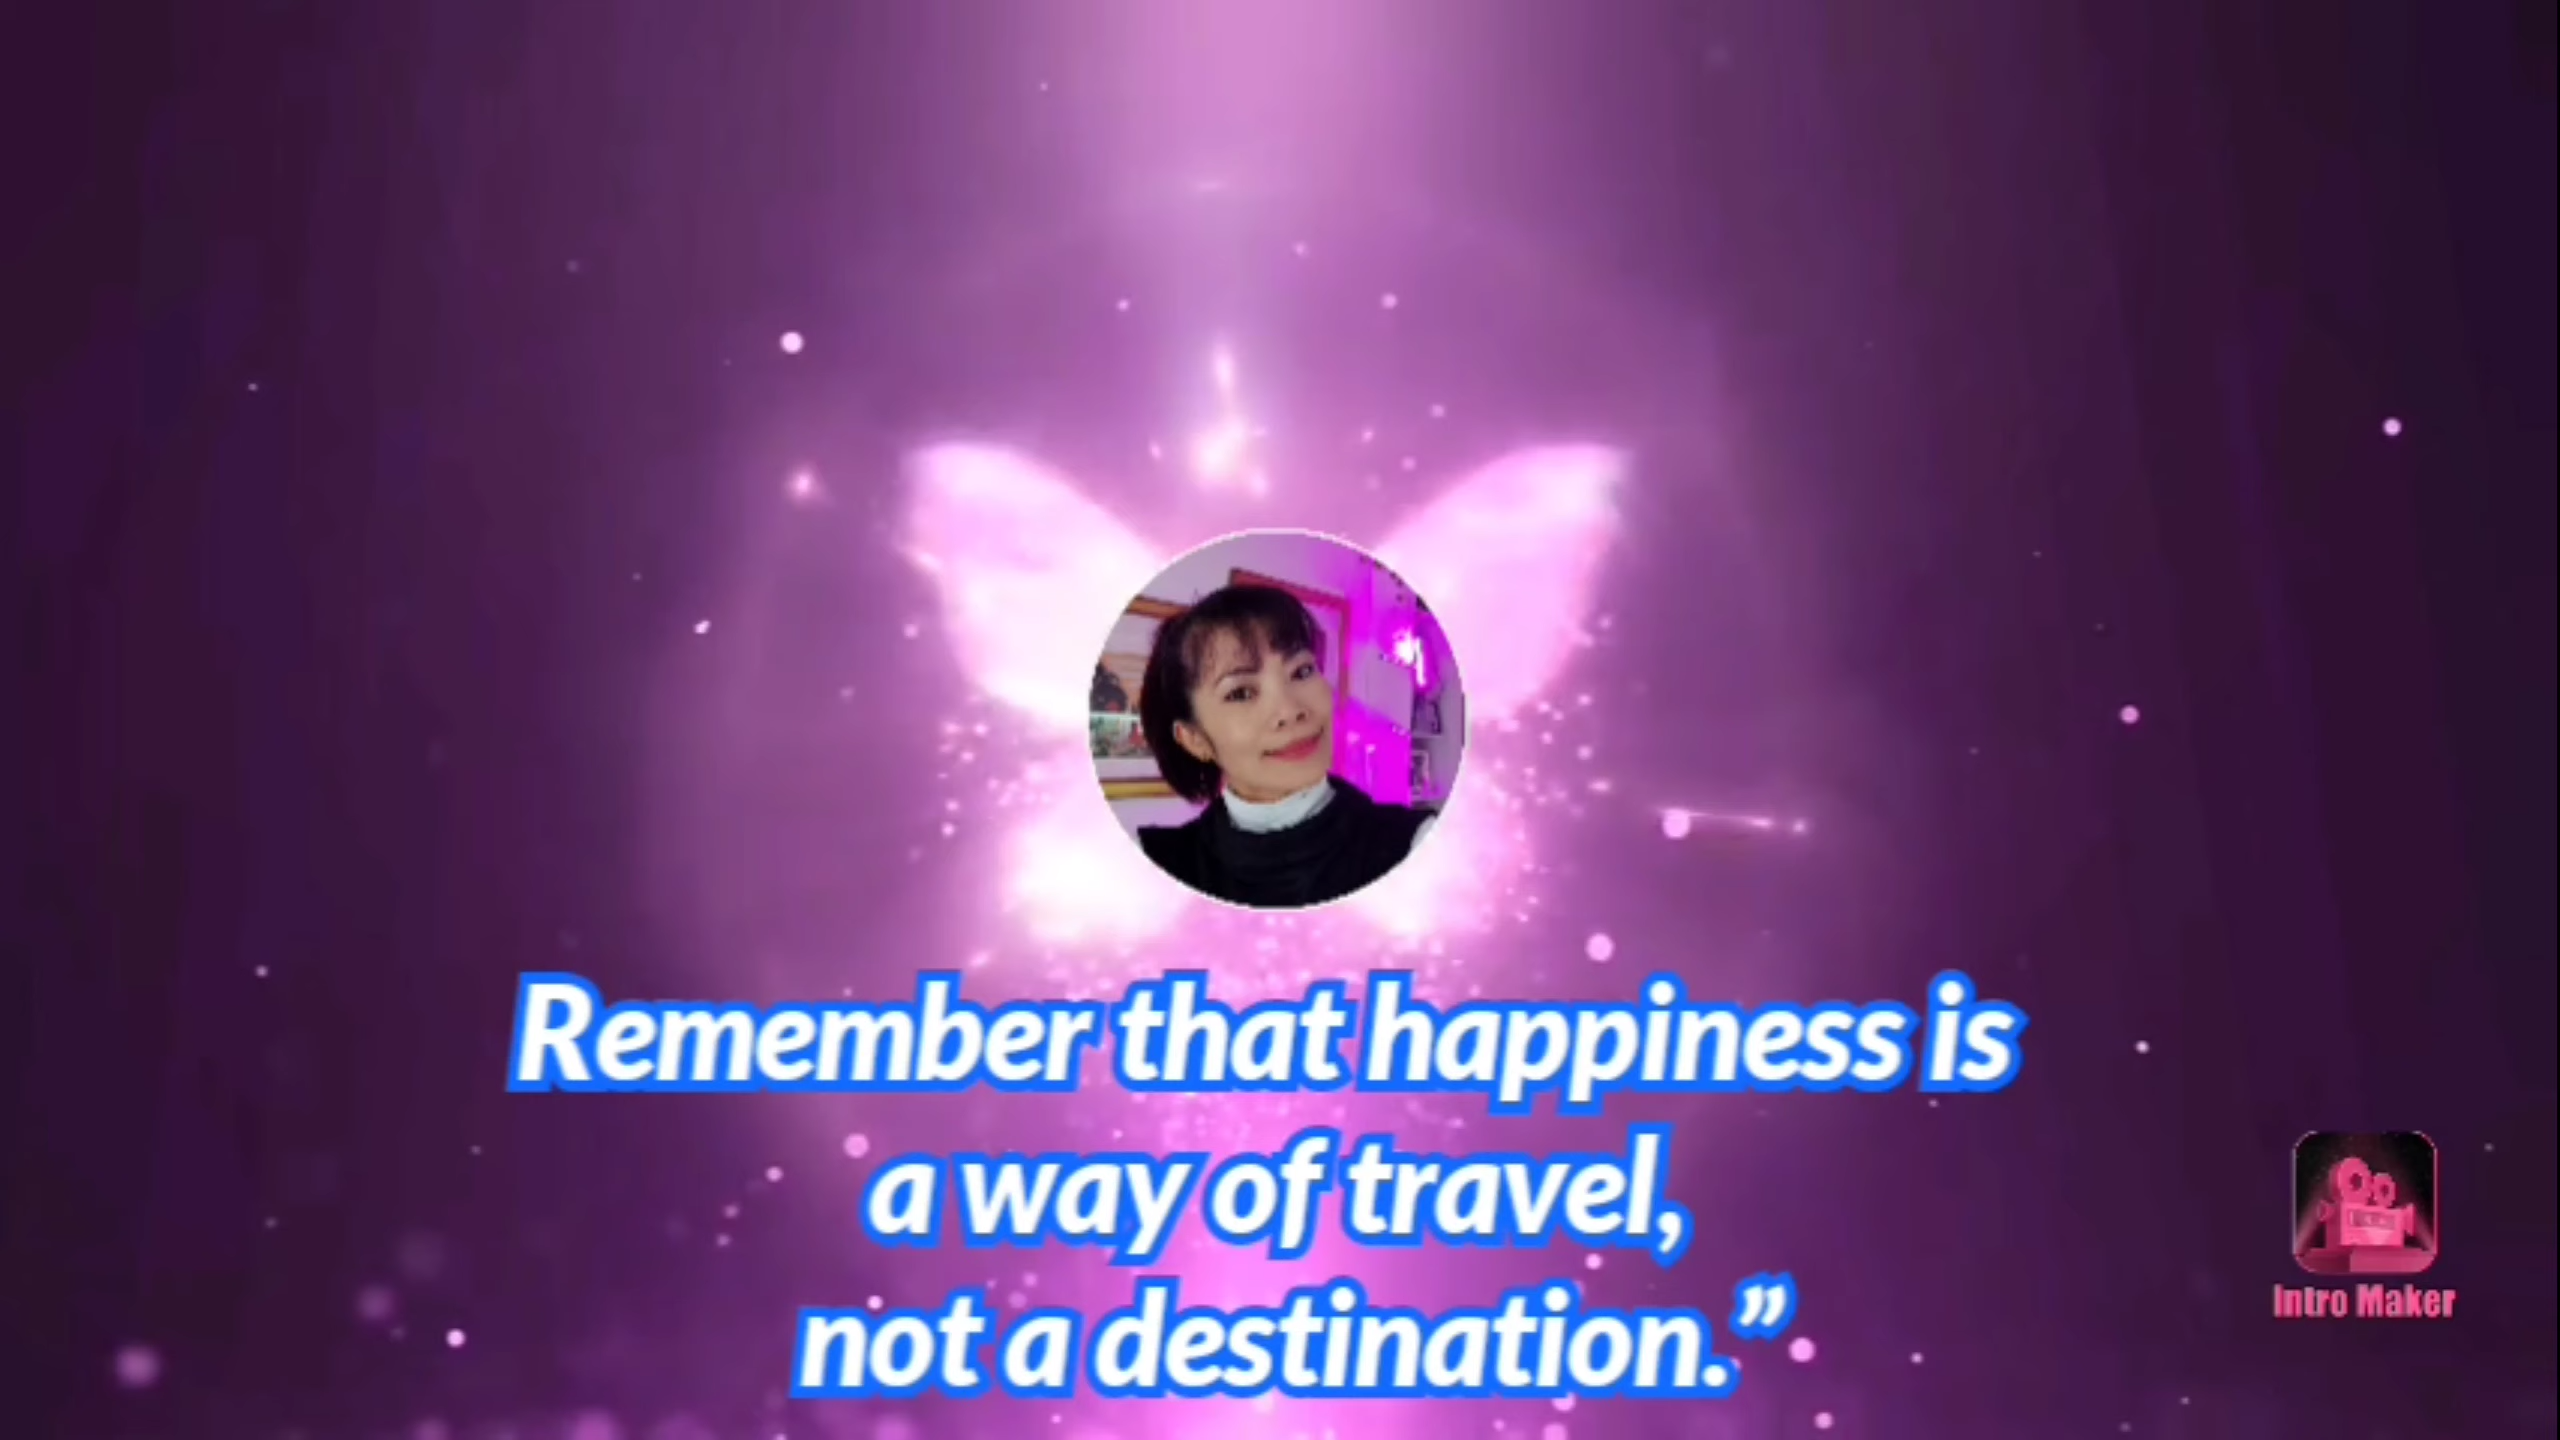 Remember that happiness is
a way of travel,
not a destination.”
Intro Maker